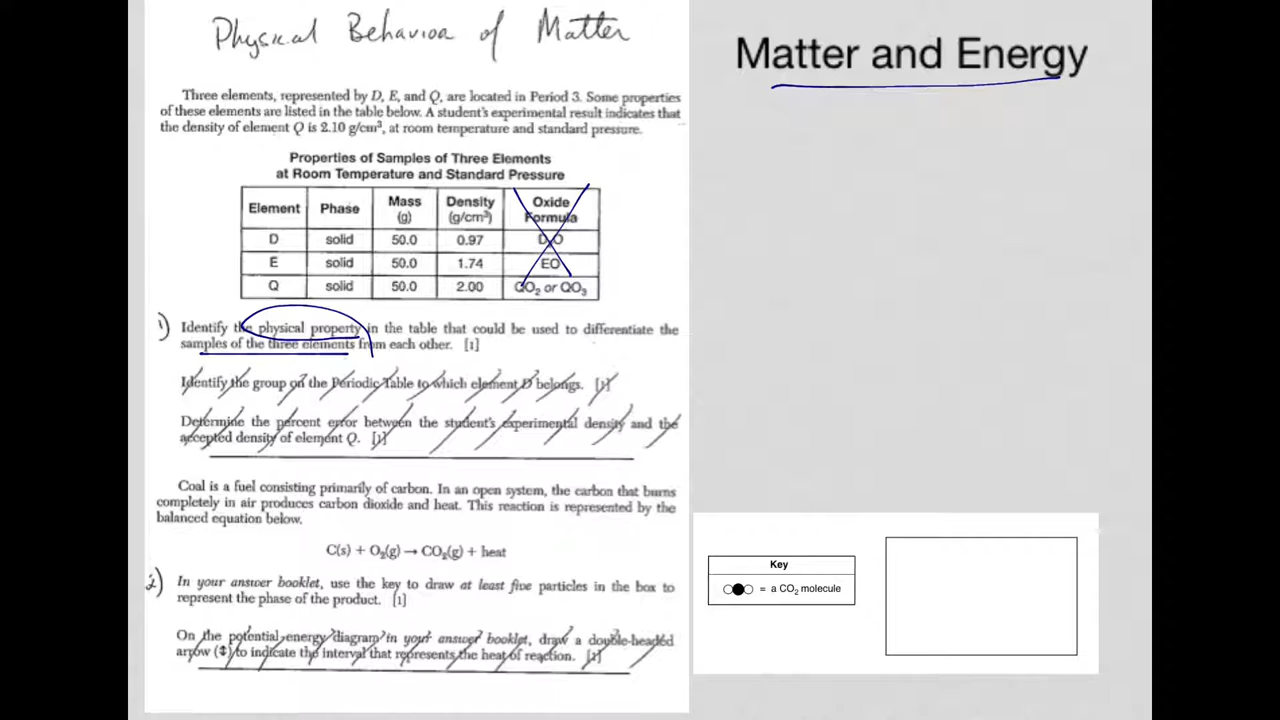 Physical Behavior of Matter
Matter and Energy
Three elements, represented by D, E, and Q, are located in Period 3. Some properties
of these elements are listed in the table below. A student's experimental result indicates that
the density of element Q is 2.10 g/cm³, at room temperature and standard pressure.
Properties of Samples of Three Elements
at Room Temperature and Standard Pressure
Element Phase Mass (g) Density (g/cm³) Oxide Formula
D solid 50.0 0.97 D₂O
E solid 50.0 1.74 EO
Q solid 50.0 2.00 QO₂ or QO₃
1) Identify the physical property in the table that could be used to differentiate the
samples of the three elements from each other. [1]
Identify the group on the Periodic Table to which element D belongs. [1]
Determine the percent error between the student's experimental density and the
accepted density of element Q. [1]
Coal is a fuel consisting primarily of carbon. In an open system, the carbon that burns
completely in air produces carbon dioxide and heat. This reaction is represented by the
balanced equation below.
C(s) + O₂(g) → CO₂(g) + heat
2) In your answer booklet, use the key to draw at least five particles in the box to
represent the phase of the product. [1]
On the potential energy diagram in your answer booklet, draw a double-headed
arrow (↕) to indicate the interval that represents the heat of reaction. [1]
Key
= a CO₂ molecule